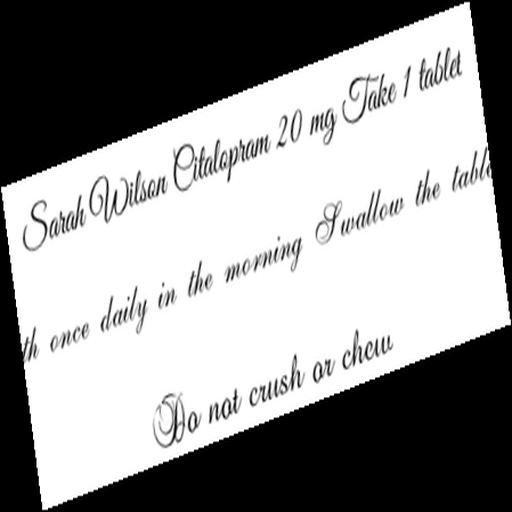 Sarah Wilson Citalopram 20 mg Take 1 tablet
once daily in the morning Swallow the
Do not crush or chew